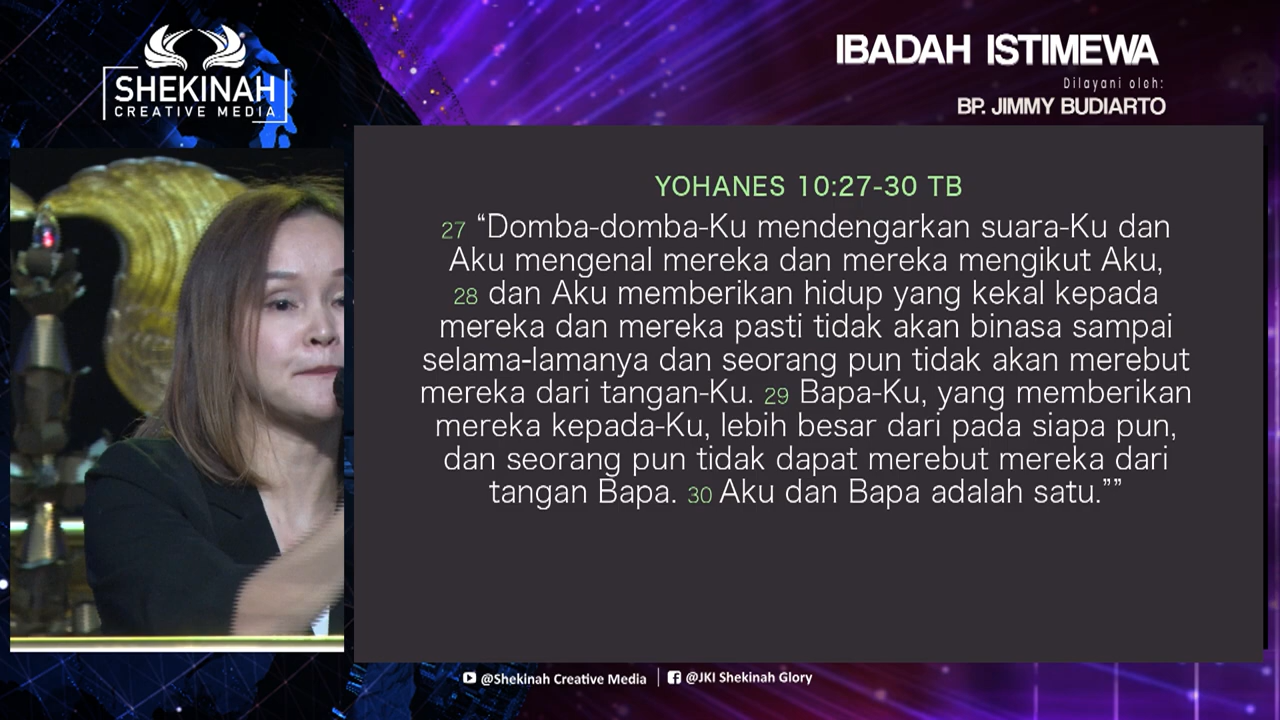 SHEKINAH
CREATIVE MEDIA
IBADAH ISTIMEWA
Dilayani oleh:
BP. JIMMY BUDIARTO
YOHANES 10:27-30 TB
27 “Domba-domba-Ku mendengarkan suara-Ku dan
Aku mengenal mereka dan mereka mengikut Aku,
28 dan Aku memberikan hidup yang kekal kepada
mereka dan mereka pasti tidak akan binasa sampai
selama-lamanya dan seorang pun tidak akan merebut
mereka dari tangan-Ku. 29 Bapa-Ku, yang memberikan
mereka kepada-Ku, lebih besar dari pada siapa pun,
dan seorang pun tidak dapat merebut mereka dari
tangan Bapa. 30 Aku dan Bapa adalah satu.””
@Shekinah Creative Media | @JKI Shekinah Glory